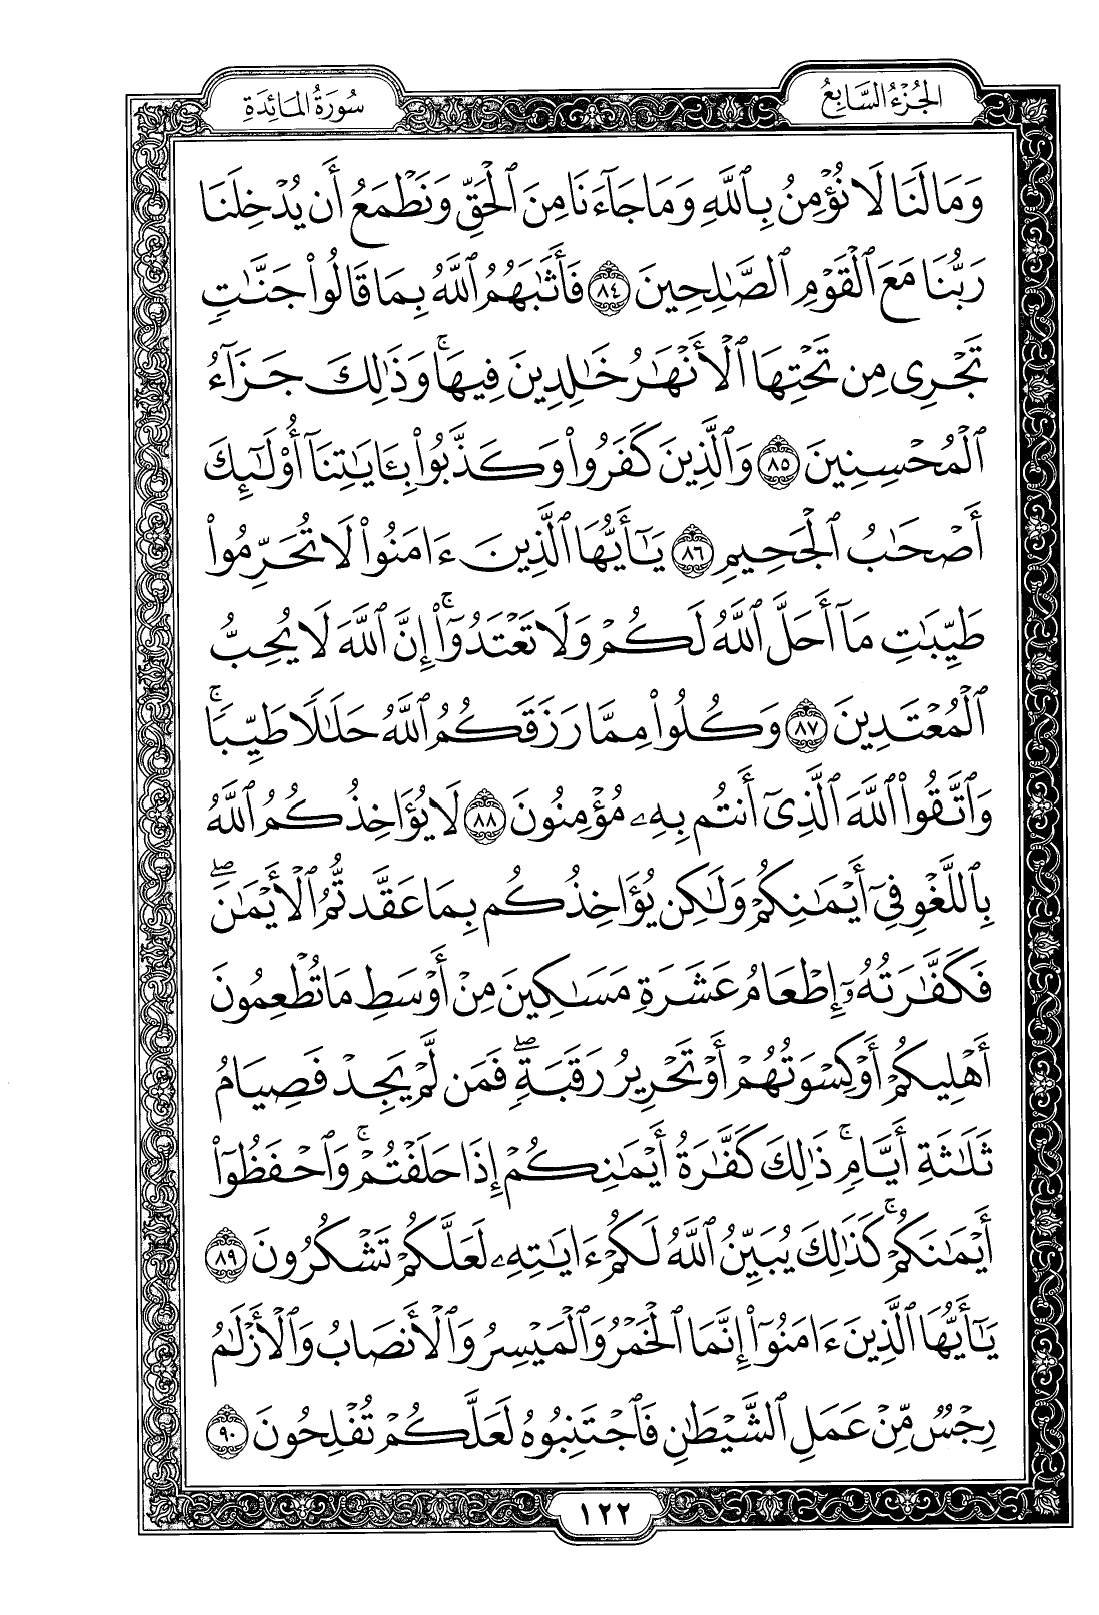 الجُزْءُ السَّابِعُ
سُورَةُ المَائِدَةِ
وَمَا لَنَا لَا نُؤْمِنُ بِٱللَّهِ وَمَا جَآءَنَا مِنَ ٱلْحَقِّ وَنَطْمَعُ أَن يُدْخِلَنَا
رَبُّنَا مَعَ ٱلْقَوْمِ ٱلصَّٰلِحِينَ ٨٤ فَأَثَٰبَهُمُ ٱللَّهُ بِمَا قَالُوا۟ جَنَّٰتٍ
تَجْرِى مِن تَحْتِهَا ٱلْأَنْهَٰرُ خَٰلِدِينَ فِيهَا ۚ وَذَٰلِكَ جَزَآءُ
ٱلْمُحْسِنِينَ ٨٥ وَٱلَّذِينَ كَفَرُوا۟ وَكَذَّبُوا۟ بِـَٔايَٰتِنَآ أُو۟لَٰٓئِكَ
أَصْحَٰبُ ٱلْجَحِيمِ ٨٦ يَٰٓأَيُّهَا ٱلَّذِينَ ءَامَنُوا۟ لَا تُحَرِّمُوا۟
طَيِّبَٰتِ مَآ أَحَلَّ ٱللَّهُ لَكُمْ وَلَا تَعْتَدُوٓا۟ ۚ إِنَّ ٱللَّهَ لَا يُحِبُّ
ٱلْمُعْتَدِينَ ٨٧ وَكُلُوا۟ مِمَّا رَزَقَكُمُ ٱللَّهُ حَلَٰلًا طَيِّبًا ۚ
وَٱتَّقُوا۟ ٱللَّهَ ٱلَّذِىٓ أَنتُم بِهِۦ مُؤْمِنُونَ ٨٨ لَا يُؤَاخِذُكُمُ ٱللَّهُ
بِٱللَّغْوِ فِىٓ أَيْمَٰنِكُمْ وَلَٰكِن يُؤَاخِذُكُم بِمَا عَقَّدتُّمُ ٱلْأَيْمَٰنَ ۖ
فَكَفَّٰرَتُهُۥٓ إِطْعَامُ عَشَرَةِ مَسَٰكِينَ مِنْ أَوْسَطِ مَا تُطْعِمُونَ
أَهْلِيكُمْ أَوْ كِسْوَتُهُمْ أَوْ تَحْرِيرُ رَقَبَةٍ ۖ فَمَن لَّمْ يَجِدْ فَصِيَامُ
ثَلَٰثَةِ أَيَّامٍ ۚ ذَٰلِكَ كَفَّٰرَةُ أَيْمَٰنِكُمْ إِذَا حَلَفْتُمْ ۚ وَٱحْفَظُوٓا۟
أَيْمَٰنَكُمْ ۚ كَذَٰلِكَ يُبَيِّنُ ٱللَّهُ لَكُمْ ءَايَٰتِهِۦ لَعَلَّكُمْ تَشْكُرُونَ ٨٩
يَٰٓأَيُّهَا ٱلَّذِينَ ءَامَنُوٓا۟ إِنَّمَا ٱلْخَمْرُ وَٱلْمَيْسِرُ وَٱلْأَنصَابُ وَٱلْأَزْلَٰمُ
رِجْسٌ مِّنْ عَمَلِ ٱلشَّيْطَٰنِ فَٱجْتَنِبُوهُ لَعَلَّكُمْ تُفْلِحُونَ ٩٠
١٢٢